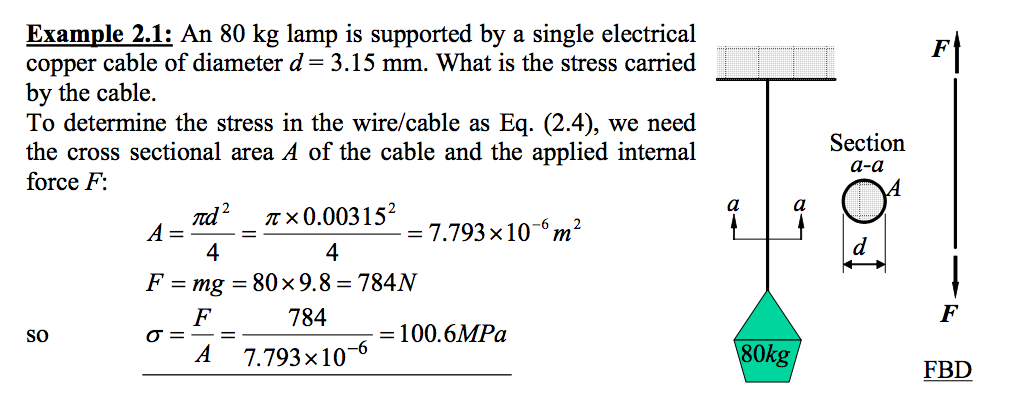 Example 2.1: An 80 kg lamp is supported by a single electrical
copper cable of diameter d = 3.15 mm. What is the stress carried
by the cable.
To determine the stress in the wire/cable as Eq. (2.4), we need
the cross sectional area A of the cable and the applied internal
force F:
A = πd²/4 = π × 0.00315²/4 = 7.793 × 10⁻⁶ m²
F = mg = 80 × 9.8 = 784N
so σ = F/A = 784/7.793 × 10⁻⁶ = 100.6MPa
a a
80kg
Section
a-a
A
d
F
F
FBD